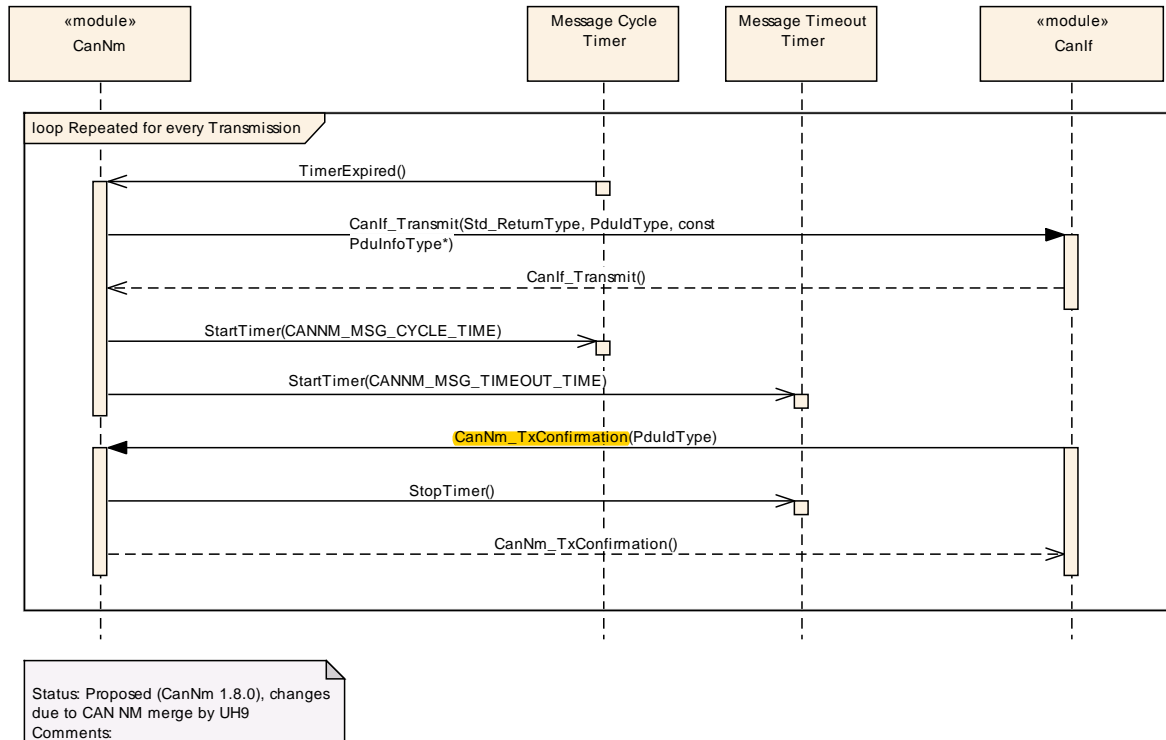 «module»
CanNm
Message Cycle
Timer
Message Timeout
Timer
«module»
CanIf
loop Repeated for every Transmission
TimerExpired()
CanIf_Transmit(Std_ReturnType, PduIdType, const
PduInfoType*)
CanIf_Transmit()
StartTimer(CANNM_MSG_CYCLE_TIME)
StartTimer(CANNM_MSG_TIMEOUT_TIME)
CanNm_TxConfirmation(PduIdType)
StopTimer()
CanNm_TxConfirmation()
Status: Proposed (CanNm 1.8.0), changes
due to CAN NM merge by UH9
Comments: